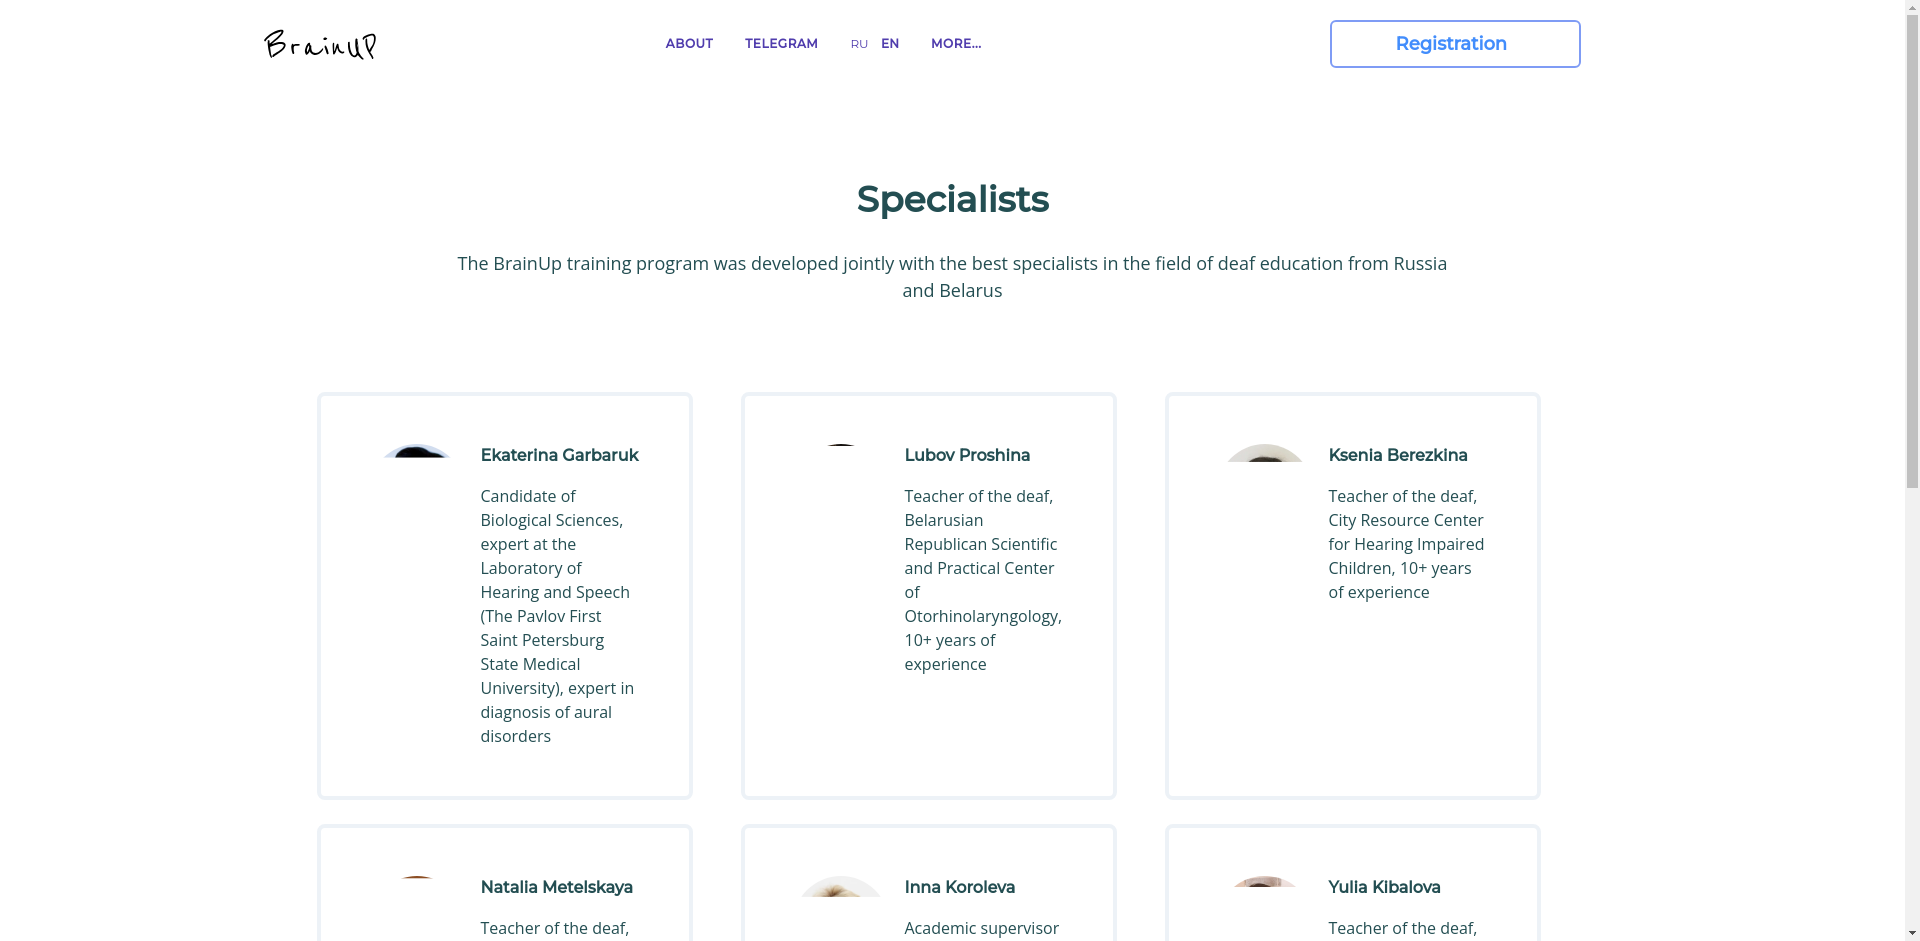 BrainUP
ABOUT
TELEGRAM
RU
EN
MORE...
Registration
Specialists
The BrainUp training program was developed jointly with the best specialists in the field of deaf education from Russia
and Belarus
Ekaterina Garbaruk
Candidate of
Biological Sciences,
expert at the
Laboratory of
Hearing and Speech
(The Pavlov First
Saint Petersburg
State Medical
University), expert in
diagnosis of aural
disorders
Lubov Proshina
Teacher of the deaf,
Belarusian
Republican Scientific
and Practical Center
of
Otorhinolaryngology,
10+ years of
experience
Ksenia Berezkina
Teacher of the deaf,
City Resource Center
for Hearing Impaired
Children, 10+ years
of experience
Natalia Metelskaya
Teacher of the deaf,
Inna Koroleva
Academic supervisor
Yulia Kibalova
Teacher of the deaf,